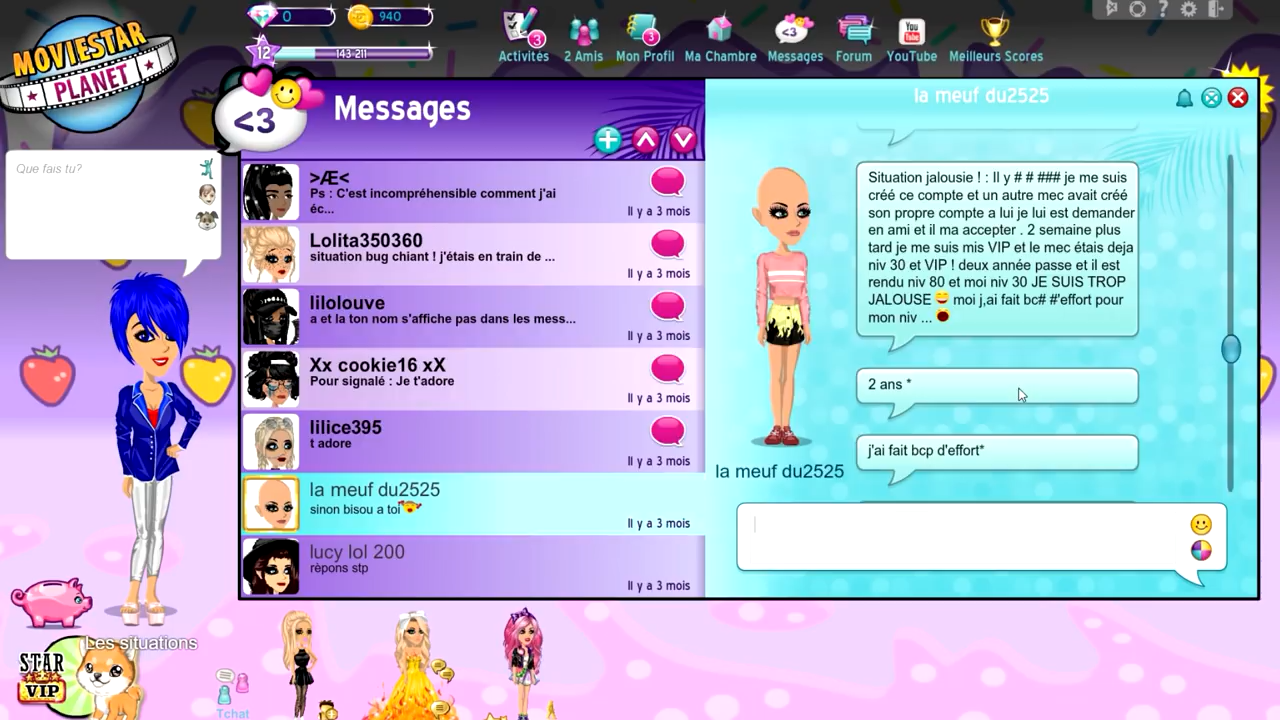 MOVIESTAR
PLANET
0
940
12
143-211
Activités
3
2 Amis
Mon Profil
3
Ma Chambre
<3
Messages
Forum
You
Tube
YouTube
Meilleurs Scores
?
Que fais tu?
<3
Messages
>Æ<
Ps : C'est incompréhensible comment j'ai
éc...
Il y a 3 mois
Lolita350360
situation bug chiant ! j'étais en train de ...
Il y a 3 mois
lilolouve
a et la ton nom s'affiche pas dans les mess...
Il y a 3 mois
Xx cookie16 xX
Pour signalé : Je t'adore
Il y a 3 mois
lilice395
t adore
Il y a 3 mois
la meuf du2525
sinon bisou a toi
Il y a 3 mois
lucy lol 200
rèpons stp
Il y a 3 mois
la meuf du2525
Situation jalousie ! : Il y # # ### je me suis
créé ce compte et un autre mec avait créé
son propre compte a lui je lui est demander
en ami et il ma accepter . 2 semaine plus
tard je me suis mis VIP et le mec étais deja
niv 30 et VIP ! deux année passe et il est
rendu niv 80 et moi niv 30 JE SUIS TROP
JALOUSE moi j,ai fait bc# #'effort pour
mon niv ...
2 ans *
j'ai fait bcp d'effort*
la meuf du2525
Les situations
STAR
VIP
Tchat